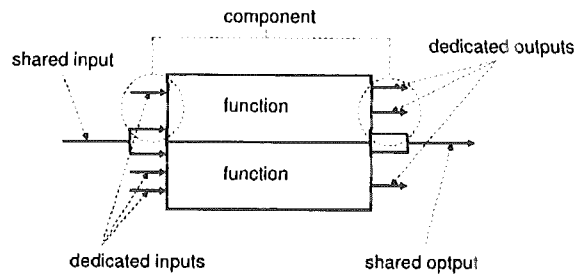 component
dedicated outputs
shared input
function
function
dedicated inputs
shared optput